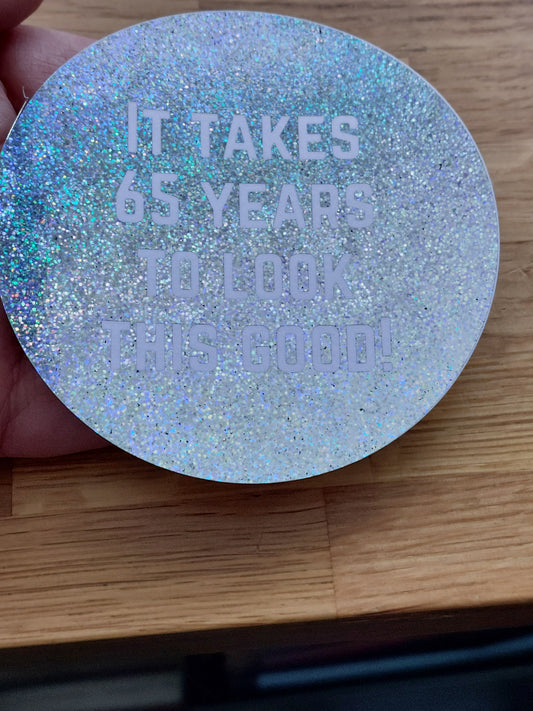 It takes
65 years
to look
this good!